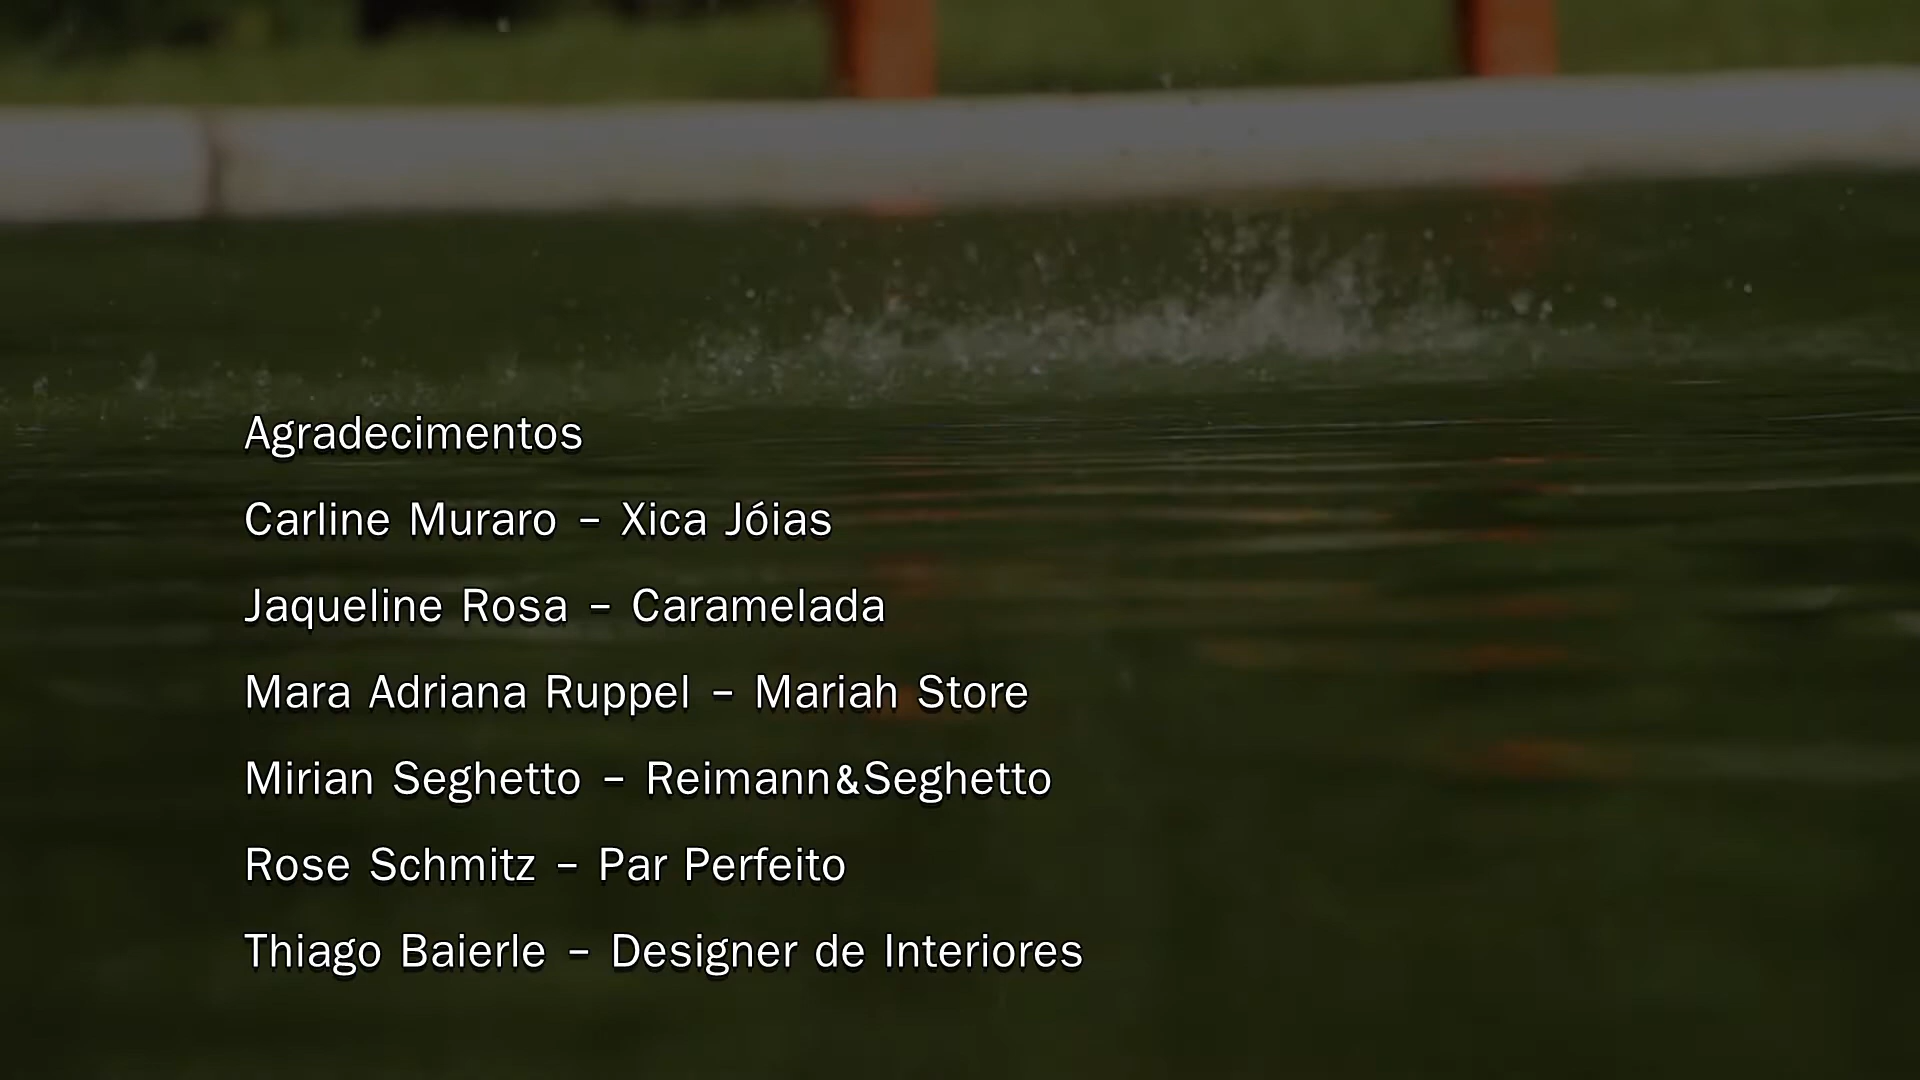 Agradecimentos
Carline Muraro – Xica Jóias
Jaqueline Rosa – Caramelada
Mara Adriana Ruppel – Mariah Store
Mirian Seghetto – Reimann&Seghetto
Rose Schmitz – Par Perfeito
Thiago Baierle – Designer de Interiores